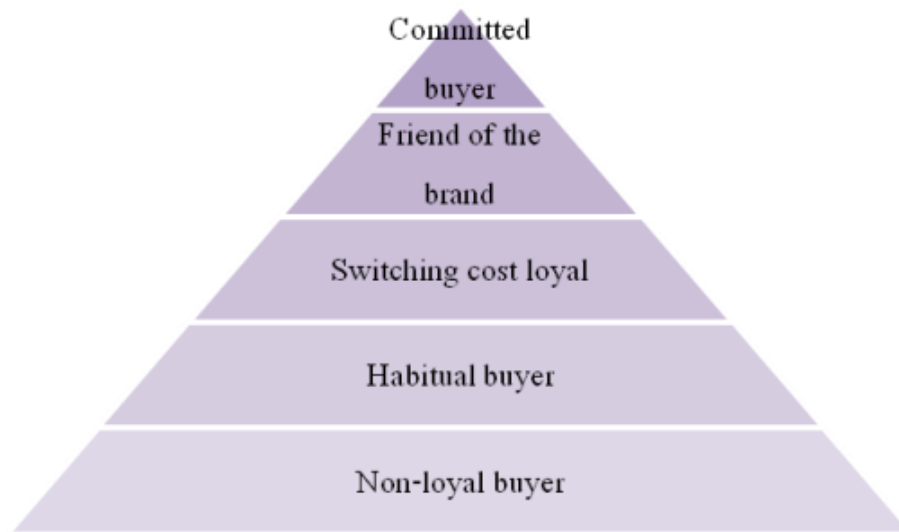 Committed
buyer
Friend of the
brand
Switching cost loyal
Habitual buyer
Non-loyal buyer